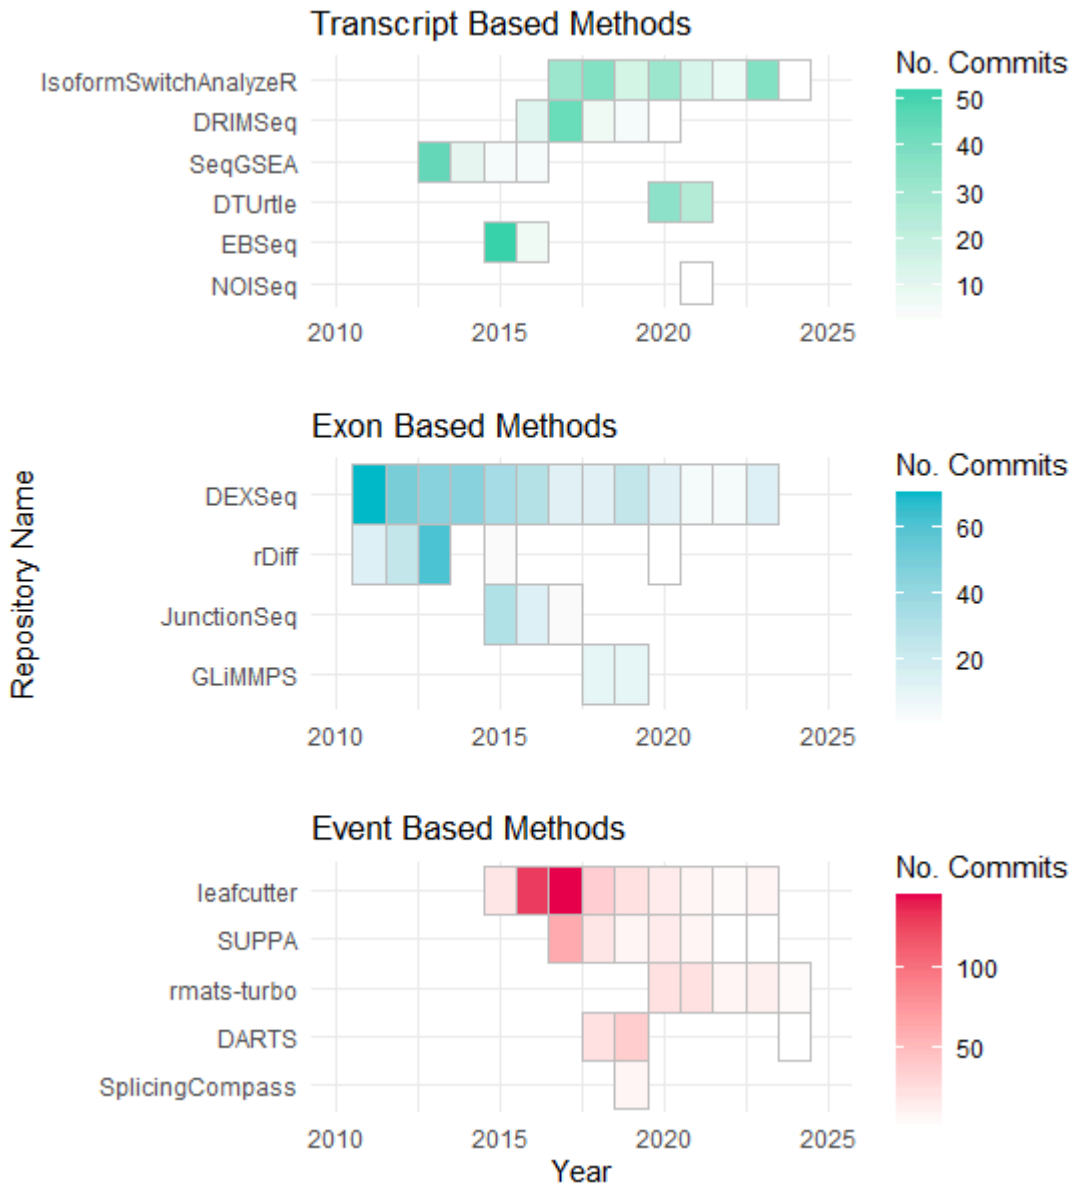 Transcript Based Methods
IsoformSwitchAnalyzeR
DRIMSeq
SeqGSEA
DTUrtle
EBSeq
NOISeq
2010 2015 2020 2025
No. Commits
50
40
30
20
10
Repository Name
Exon Based Methods
DEXSeq
rDiff
JunctionSeq
GLiMMPS
2010 2015 2020 2025
No. Commits
60
40
20
Event Based Methods
leafcutter
SUPPA
rmats-turbo
DARTS
SplicingCompass
2010 2015 2020 2025
Year
No. Commits
100
50